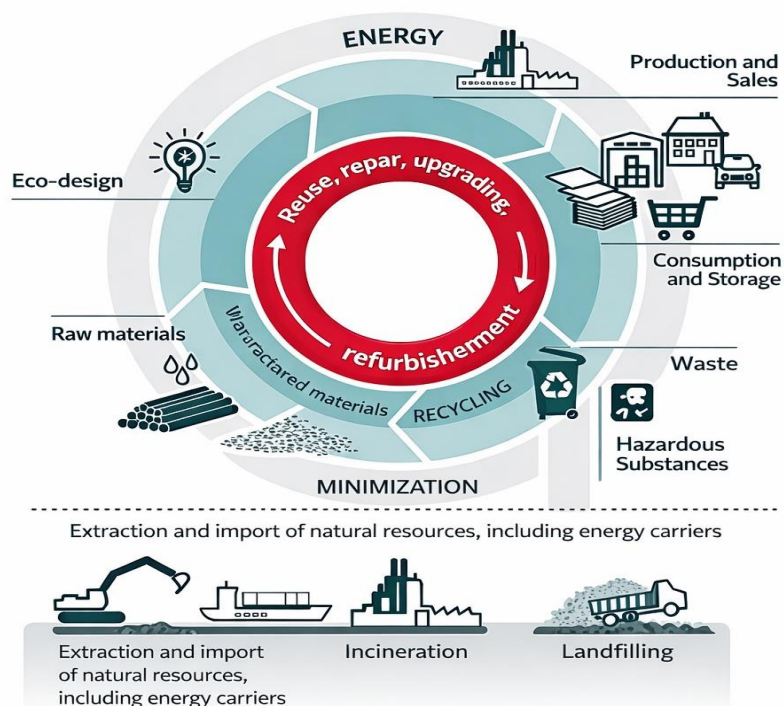 ENERGY
Production and
Sales
Eco-design
Reuse, repar, upgrading,
Consumption
and Storage
Raw materials
refurbishemment
materials
RECYCLING
Waste
Hazardous
Substances
MINIMIZATION
Extraction and import of natural resources, including energy carriers
Extraction and import
of natural resources,
including energy carriers
Incineration
Landfilling